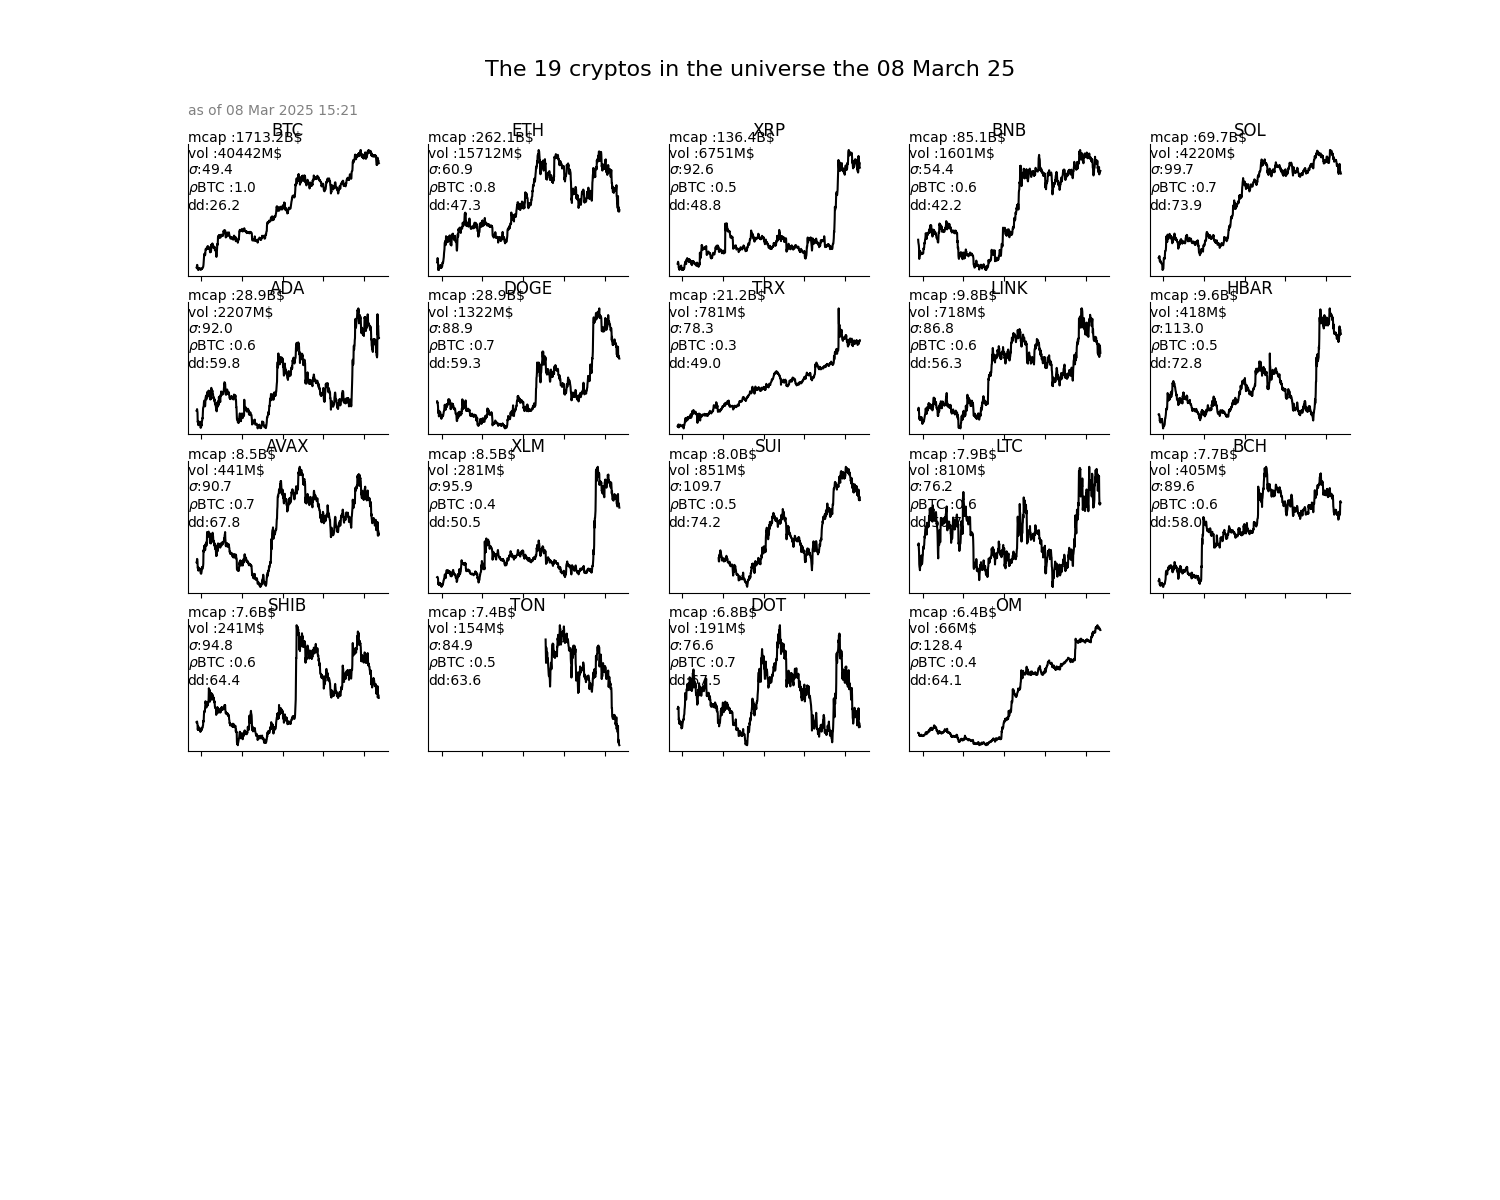 The 19 cryptos in the universe the 08 March 25
as of 08 Mar 2025 15:21
BTC
mcap :1713.2B$
vol :40442M$
σ:49.4
ρBTC :1.0
dd:26.2
ETH
mcap :262.1B$
vol :15712M$
σ:60.9
ρBTC :0.8
dd:47.3
XRP
mcap :136.4B$
vol :6751M$
σ:92.6
ρBTC :0.5
dd:48.8
BNB
mcap :85.1B$
vol :1601M$
σ:54.4
ρBTC :0.6
dd:42.2
SOL
mcap :69.7B$
vol :4220M$
σ:99.7
ρBTC :0.7
dd:73.9
ADA
mcap :28.9B$
vol :2207M$
σ:92.0
ρBTC :0.6
dd:59.8
DOGE
mcap :28.9B$
vol :1322M$
σ:88.9
ρBTC :0.7
dd:59.3
TRX
mcap :21.2B$
vol :781M$
σ:78.3
ρBTC :0.3
dd:49.0
LINK
mcap :9.8B$
vol :718M$
σ:86.8
ρBTC :0.6
dd:56.3
HBAR
mcap :9.6B$
vol :418M$
σ:113.0
ρBTC :0.5
dd:72.8
AVAX
mcap :8.5B$
vol :441M$
σ:90.7
ρBTC :0.7
dd:67.8
XLM
mcap :8.5B$
vol :281M$
σ:95.9
ρBTC :0.4
dd:50.5
SUI
mcap :8.0B$
vol :851M$
σ:109.7
ρBTC :0.5
dd:74.2
LTC
mcap :7.9B$
vol :810M$
σ:76.2
ρBTC :0.6
BCH
mcap :7.7B$
vol :405M$
σ:89.6
ρBTC :0.6
dd:58.0
SHIB
mcap :7.6B$
vol :241M$
σ:94.8
ρBTC :0.6
dd:64.4
TON
mcap :7.4B$
vol :154M$
σ:84.9
ρBTC :0.5
dd:63.6
DOT
mcap :6.8B$
vol :191M$
σ:76.6
ρBTC :0.7
dd:67.5
OM
mcap :6.4B$
vol :66M$
σ:128.4
ρBTC :0.4
dd:64.1